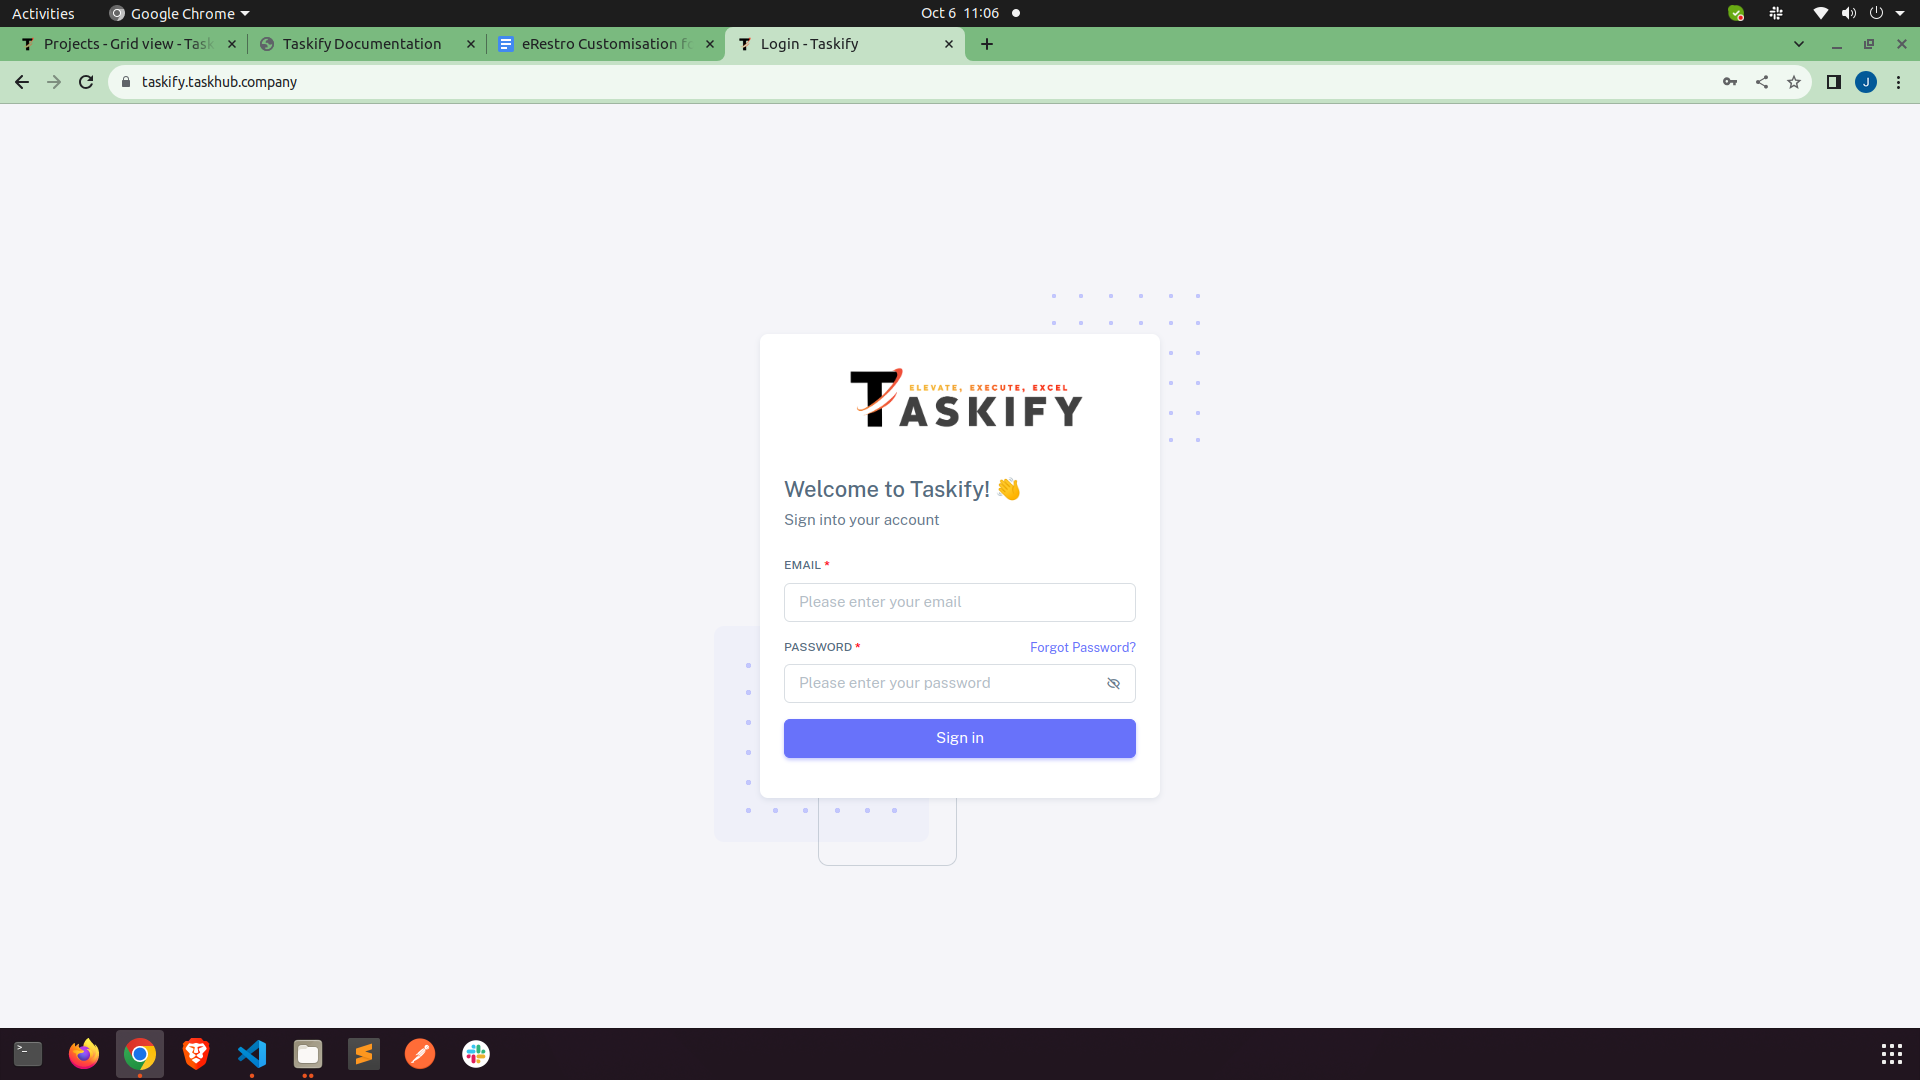 Activities
Google Chrome
Oct 6 11:06
Projects - Grid view - Task
Taskify Documentation
eRestro Customisation fo
Login - Taskify
taskify.taskhub.company
J
ELEVATE, EXECUTE, EXCEL
TASKIFY
Welcome to Taskify! 👋
Sign into your account
EMAIL *
Please enter your email
PASSWORD *
Forgot Password?
Please enter your password
Sign in